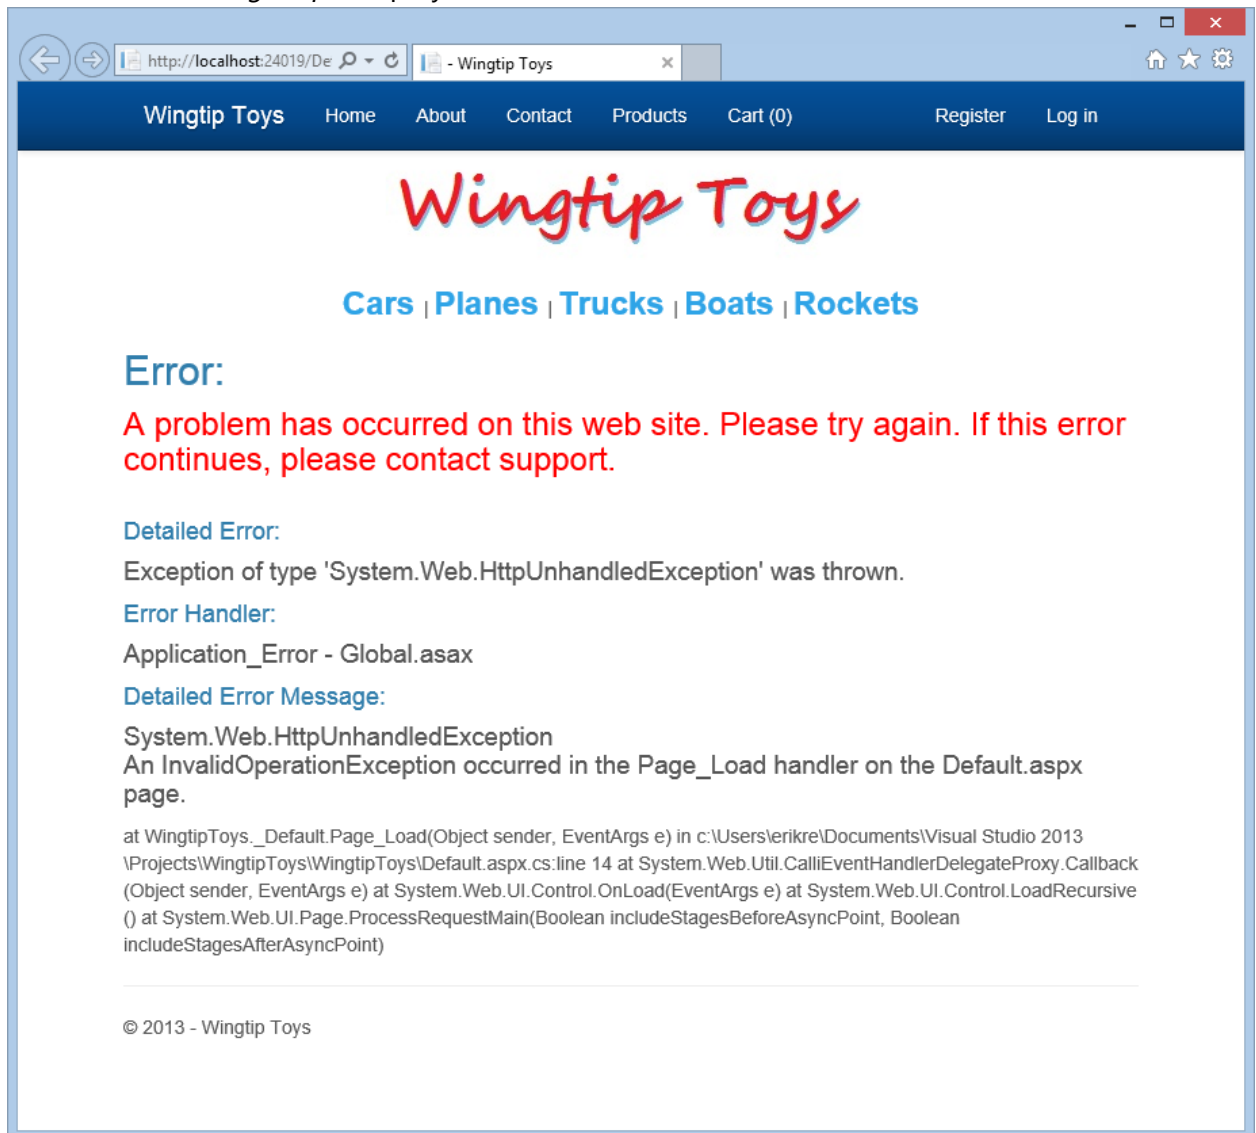 http://localhost:24019/De
- Wingtip Toys
Wingtip Toys Home About Contact Products Cart (0) Register Log in
Wingtip Toys
Cars | Planes | Trucks | Boats | Rockets
Error:
A problem has occurred on this web site. Please try again. If this error
continues, please contact support.
Detailed Error:
Exception of type 'System.Web.HttpUnhandledException' was thrown.
Error Handler:
Application_Error - Global.asax
Detailed Error Message:
System.Web.HttpUnhandledException
An InvalidOperationException occurred in the Page_Load handler on the Default.aspx
page.
at WingtipToys._Default.Page_Load(Object sender, EventArgs e) in c:\Users\erikre\Documents\Visual Studio 2013
\Projects\WingtipToys\WingtipToys\Default.aspx.cs:line 14 at System.Web.Util.CalliEventHandlerDelegateProxy.Callback
(Object sender, EventArgs e) at System.Web.UI.Control.OnLoad(EventArgs e) at System.Web.UI.Control.LoadRecursive
() at System.Web.UI.Page.ProcessRequestMain(Boolean includeStagesBeforeAsyncPoint, Boolean
includeStagesAfterAsyncPoint)
© 2013 - Wingtip Toys